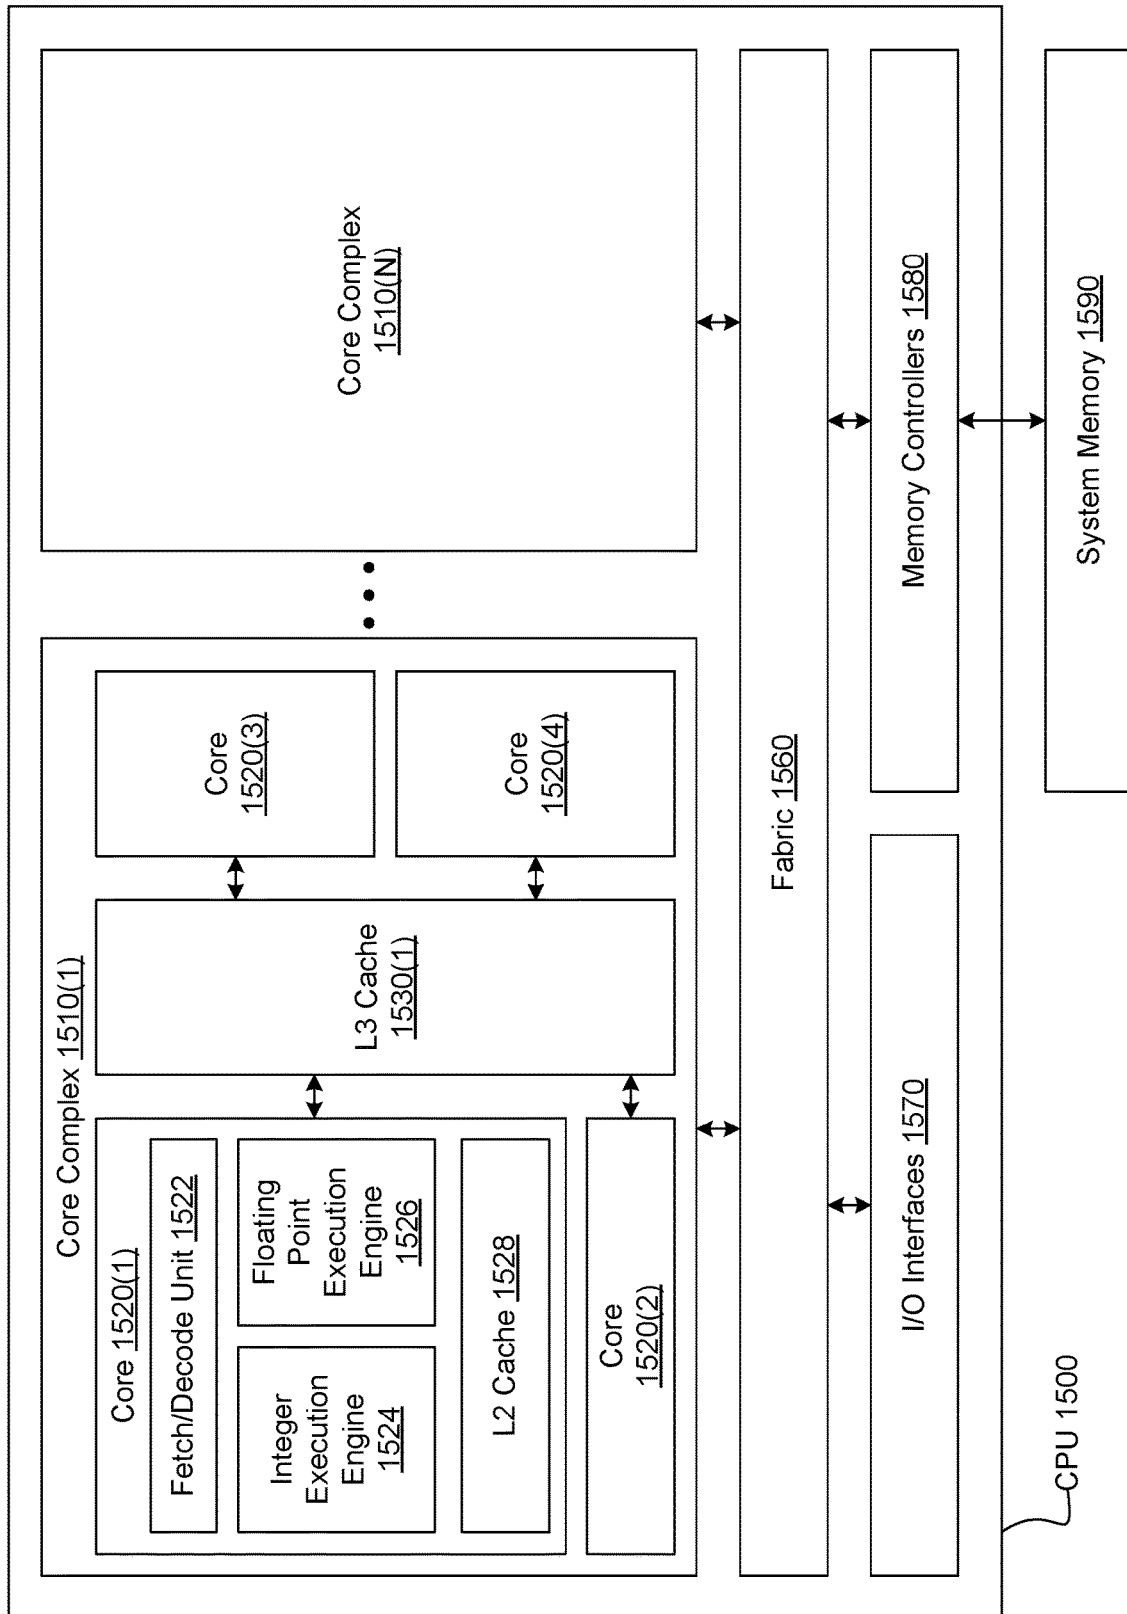 Core Complex 1510(1)
Core 1520(1)
Fetch/Decode Unit 1522
Integer
Execution
Engine
1524
Floating
Point
Execution
Engine
1526
L2 Cache 1528
Core
1520(2)
L3 Cache
1530(1)
Core
1520(3)
Core
1520(4)
Core Complex
1510(N)
Fabric 1560
I/O Interfaces 1570
Memory Controllers 1580
CPU 1500
System Memory 1590